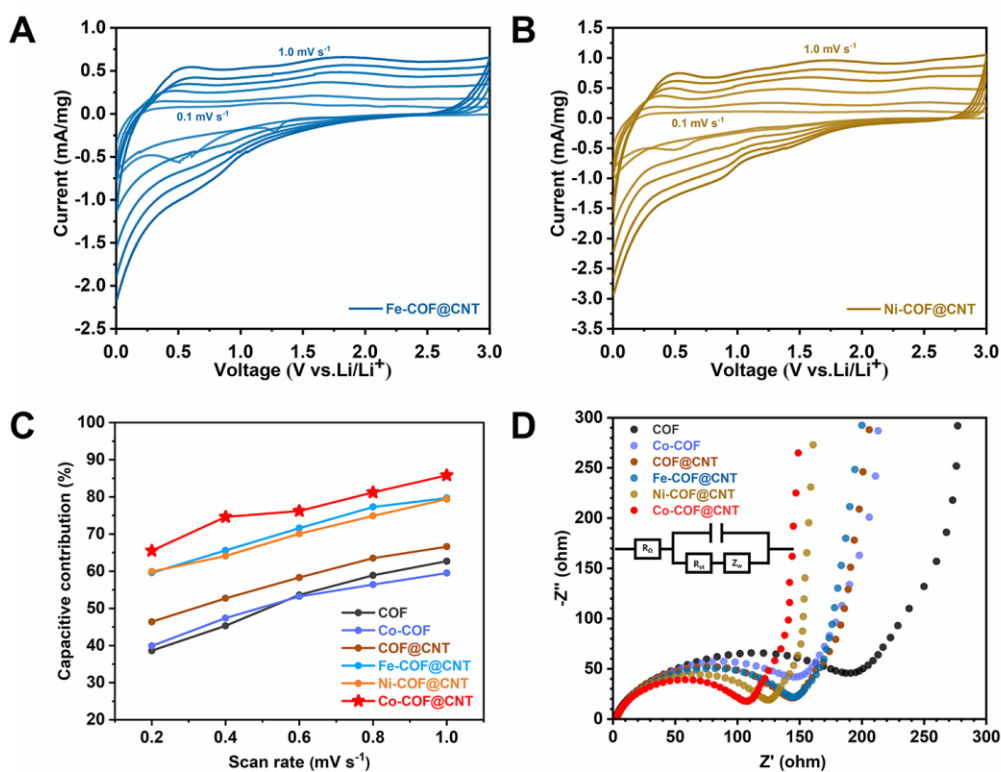 A
1.0
0.5
0.0
-0.5
-1.0
-1.5
-2.0
-2.5
Current (mA/mg)
1.0 mV s⁻¹
0.1 mV s⁻¹
Fe-COF@CNT
0.0 0.5 1.0 1.5 2.0 2.5 3.0
Voltage (V vs.Li/Li⁺)
B
1.5
1.0
0.5
0.0
-0.5
-1.0
-1.5
-2.0
-2.5
-3.0
-3.5
Current (mA/mg)
1.0 mV s⁻¹
0.1 mV s⁻¹
Ni-COF@CNT
0.0 0.5 1.0 1.5 2.0 2.5 3.0
Voltage (V vs.Li/Li⁺)
C
100
90
80
70
60
50
40
30
20
Capacitive contribution (%)
COF
Co-COF
COF@CNT
Fe-COF@CNT
Ni-COF@CNT
Co-COF@CNT
0.2 0.4 0.6 0.8 1.0
Scan rate (mV s⁻¹)
D
300
250
200
150
100
50
0
-Z'' (ohm)
COF
Co-COF
COF@CNT
Fe-COF@CNT
Ni-COF@CNT
Co-COF@CNT
0 50 100 150 200 250 300
Z' (ohm)